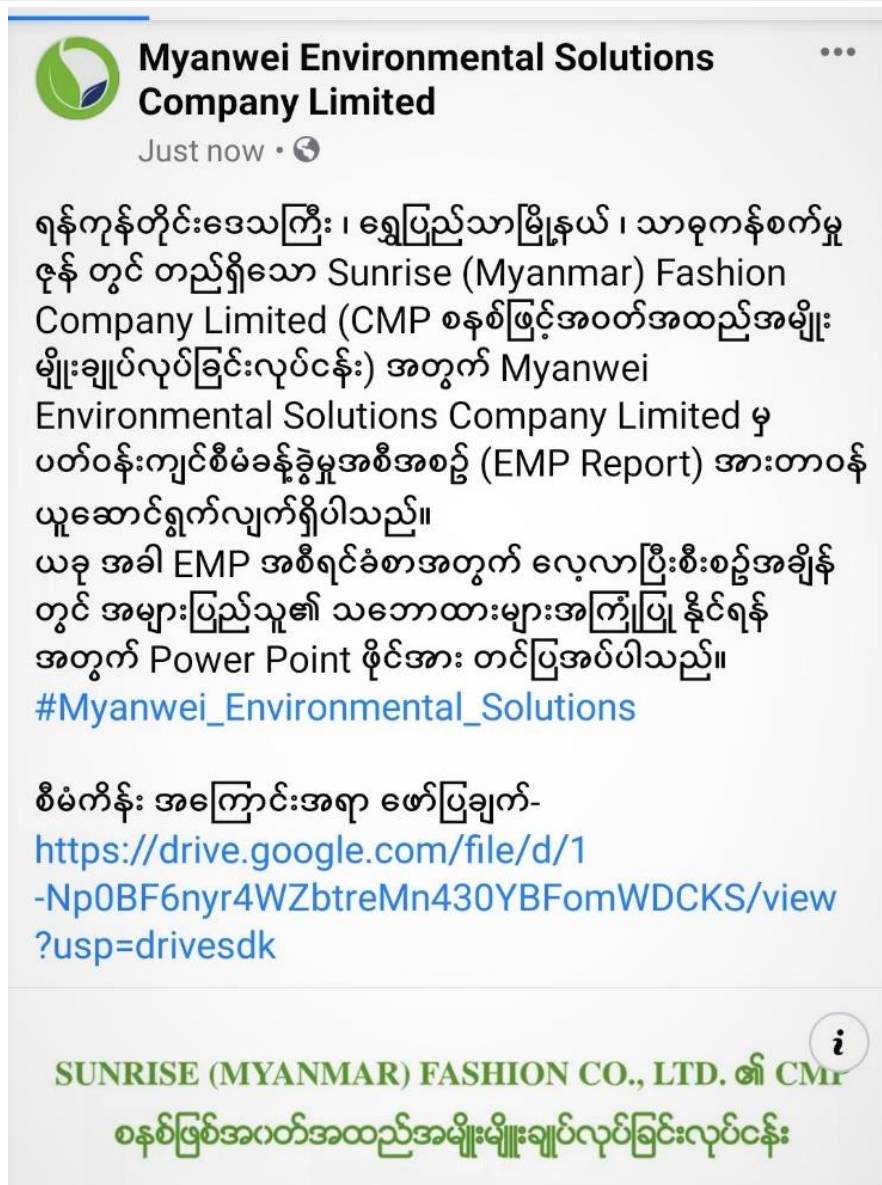 Myanwei Environmental Solutions
Company Limited
Just now •
ရန်ကုန်တိုင်းဒေသကြီး ၊ ရွှေပြည်သာမြို့နယ် ၊ သာဓုကန်စက်မှု
ဇုန် တွင် တည်ရှိသော Sunrise (Myanmar) Fashion
Company Limited (CMP စနစ်ဖြင့်အဝတ်အထည်အမျိုး
မျိုးချုပ်လုပ်ခြင်းလုပ်ငန်း) အတွက် Myanwei
Environmental Solutions Company Limited မှ
ပတ်ဝန်းကျင်စီမံခန့်ခွဲမှုအစီအစဉ် (EMP Report) အားတာဝန်
ယူဆောင်ရွက်လျက်ရှိပါသည်။
ယခု အခါ EMP အစီရင်ခံစာအတွက် လေ့လာပြီးစီးစဉ်အချိန်
တွင် အများပြည်သူ၏ သဘောထားများအကြုံပြု နိုင်ရန်
အတွက် Power Point ဖိုင်အား တင်ပြအပ်ပါသည်။
#Myanwei_Environmental_Solutions
စီမံကိန်း အကြောင်းအရာ ဖော်ပြချက်-
https://drive.google.com/file/d/1
-Np0BF6nyr4WZbtreMn430YBFomWDCKS/view
?usp=drivesdk
SUNRISE (MYANMAR) FASHION CO., LTD. ၏ CMP
စနစ်ဖြစ်အဝတ်အထည်အမျိုးမျိုးချုပ်လုပ်ခြင်းလုပ်ငန်း